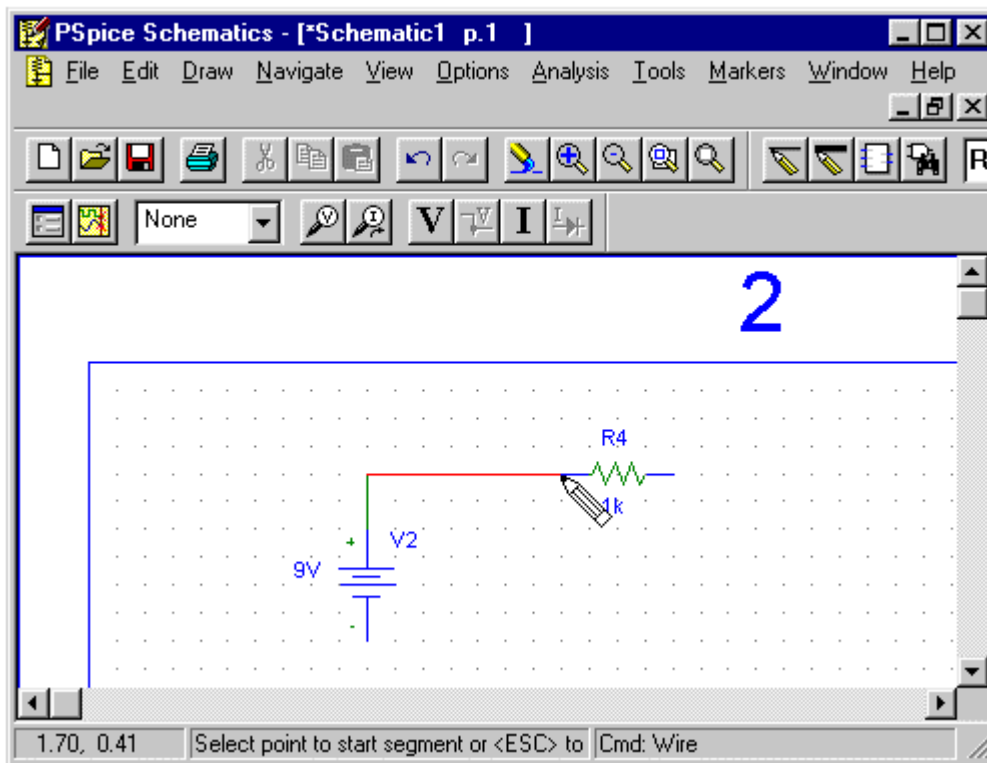 PSpice Schematics - [*Schematic1 p.1 ]
File Edit Draw Navigate View Options Analysis Tools Markers Window Help
R
None V I V V I I
2
R4
1k
+ V2
9V
-
1.70, 0.41 Select point to start segment or <ESC> to Cmd: Wire